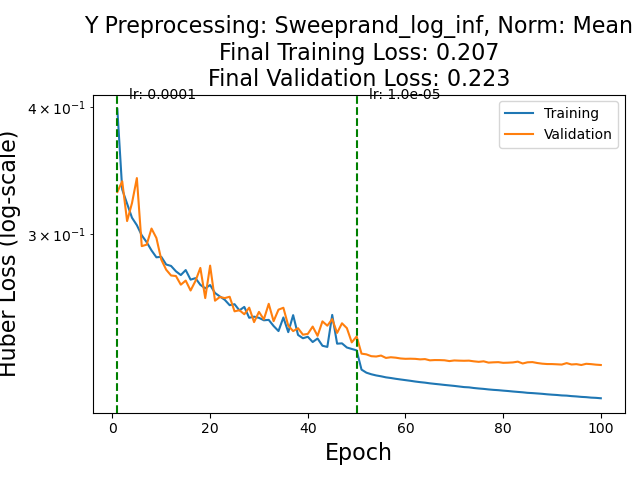 Y Preprocessing: Sweeprand_log_inf, Norm: Mean
Final Training Loss: 0.207
Final Validation Loss: 0.223
lr: 0.0001
lr: 1.0e-05
Training
Validation
4 × 10⁻¹
3 × 10⁻¹
Huber Loss (log-scale)
0 20 40 60 80 100
Epoch